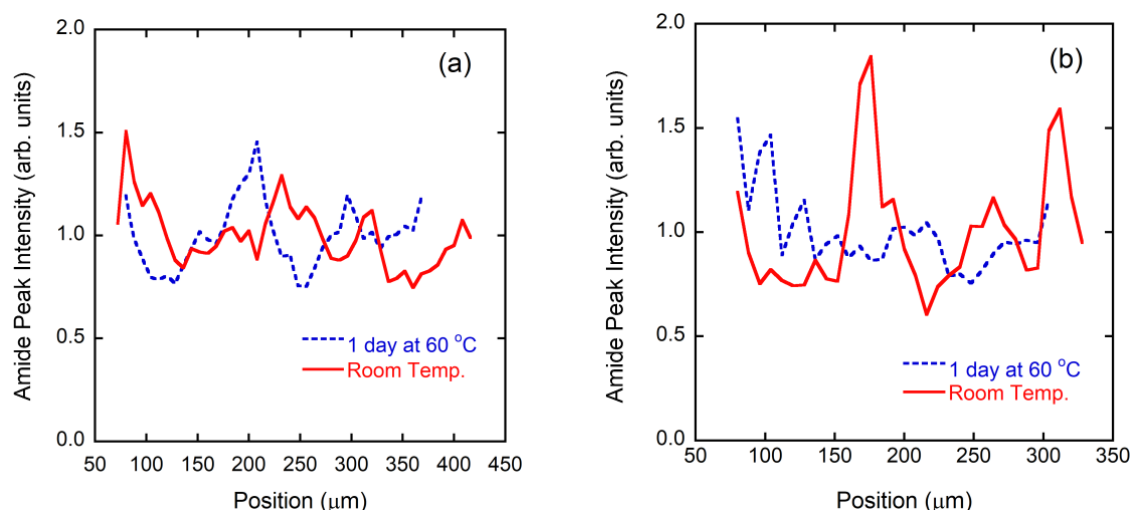 (a)
Amide Peak Intensity (arb. units)
2.0
1.5
1.0
0.5
0.0
1 day at 60 °C
Room Temp.
50 100 150 200 250 300 350 400 450
Position (μm)
(b)
Amide Peak Intensity (arb. units)
2.0
1.5
1.0
0.5
0.0
1 day at 60 °C
Room Temp.
50 100 150 200 250 300 350
Position (μm)